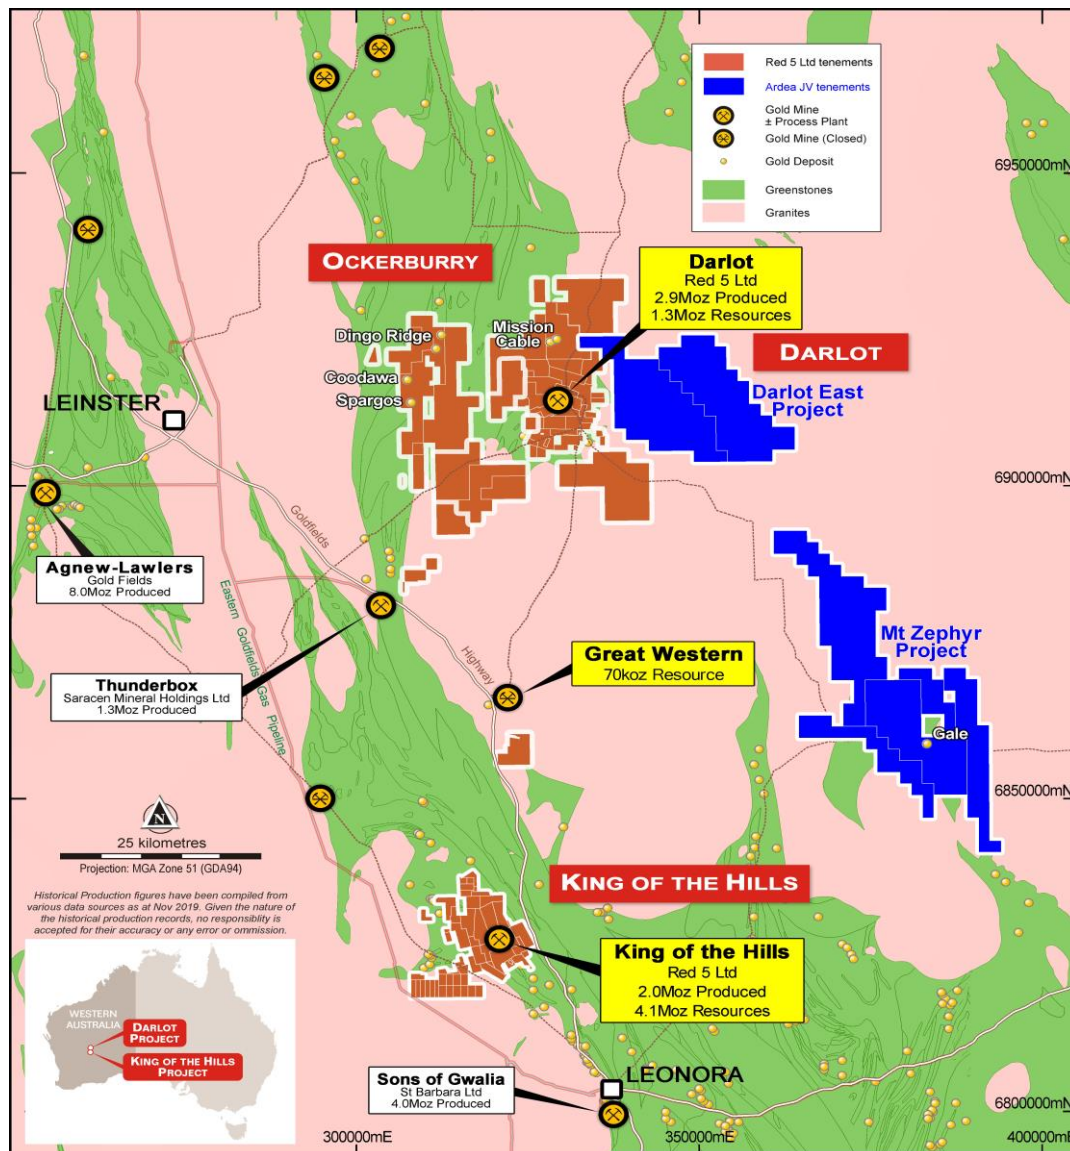 Red 5 Ltd tenements
Ardea JV tenements
Gold Mine
± Process Plant
Gold Mine (Closed)
Gold Deposit
Greenstones
Granites
6950000mN
OCKERBURRY
Darlot
Red 5 Ltd
2.9Moz Produced
1.3Moz Resources
Dingo Ridge
Mission
Cable
DARLOT
Coodawa
Spargos
Darlot East
Project
LEINSTER
6900000mN
Goldfields
Agnew-Lawlers
Gold Fields
8.0Moz Produced
Eastern Goldfields Gas Pipeline
Mt Zephyr
Project
Highway
Great Western
70koz Resource
Thunderbox
Saracen Mineral Holdings Ltd
1.3Moz Produced
Gale
6850000mN
N
25 kilometres
Projection: MGA Zone 51 (GDA94)
KING OF THE HILLS
Historical Production figures have been compiled from
various data sources as at Nov 2019. Given the nature of
the historical production records, no responsiblity is
accepted for their accuracy or any error or ommission.
King of the Hills
Red 5 Ltd
2.0Moz Produced
4.1Moz Resources
WESTERN
AUSTRALIA
DARLOT
PROJECT
KING OF THE HILLS
PROJECT
Sons of Gwalia
St Barbara Ltd
4.0Moz Produced
LEONORA
6800000mN
300000mE
350000mE
400000mE